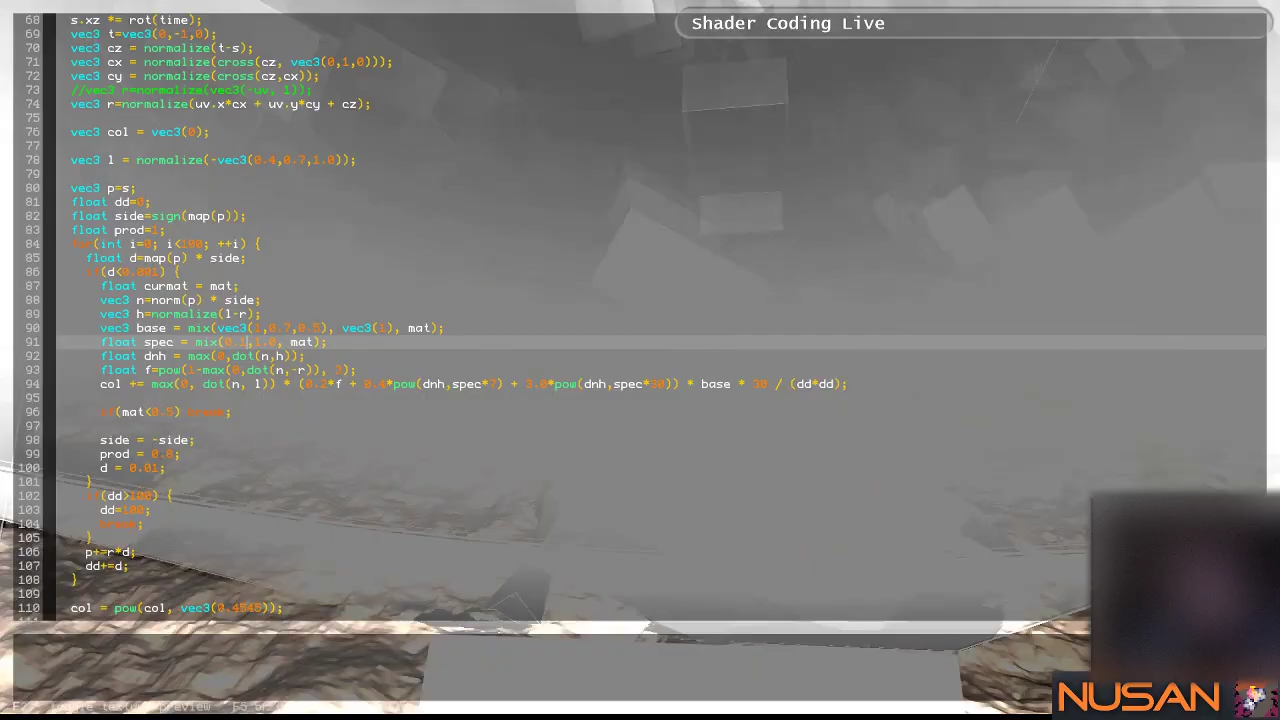 Shader Coding Live
68 s.xz *= rot(time);
69 vec3 t=vec3(0,-1,0);
70 vec3 cz = normalize(t-s);
71 vec3 cx = normalize(cross(cz, vec3(0,1,0)));
72 vec3 cy = normalize(cross(cz,cx));
73 //vec3 r=normalize(vec3(-uv, 1));
74 vec3 r=normalize(uv.x*cx + uv.y*cy + cz);
75
76 vec3 col = vec3(0);
77
78 vec3 l = normalize(-vec3(0.4,0.7,1.0));
79
80 vec3 p=s;
81 float dd=0;
82 float side=sign(map(p));
83 float prod=1;
84 for(int i=0; i<100; ++i) {
85 float d=map(p) * side;
86 if(d<0.001) {
87 float curmat = mat;
88 vec3 n=norm(p) * side;
89 vec3 h=normalize(l-r);
90 vec3 base = mix(vec3(1,0.7,0.5), vec3(1), mat);
91 float spec = mix(0.1,1.0, mat);
92 float dnh = max(0,dot(n,h));
93 float f=pow(1-max(0,dot(n,-r)), 3);
94 col += max(0, dot(n, l)) * (0.2*f + 0.4*pow(dnh,spec*7) + 3.0*pow(dnh,spec*30)) * base * 30 / (dd*dd);
95
96 if(mat<0.5) break;
97
98 side = -side;
99 prod = 0.8;
100 d = 0.01;
101 }
102 if(dd>100) {
103 dd=100;
104 break;
105 }
106 p+=r*d;
107 dd+=d;
108 }
109
110 col = pow(col, vec3(0.4545));
texture preview F5 or
NUSAN